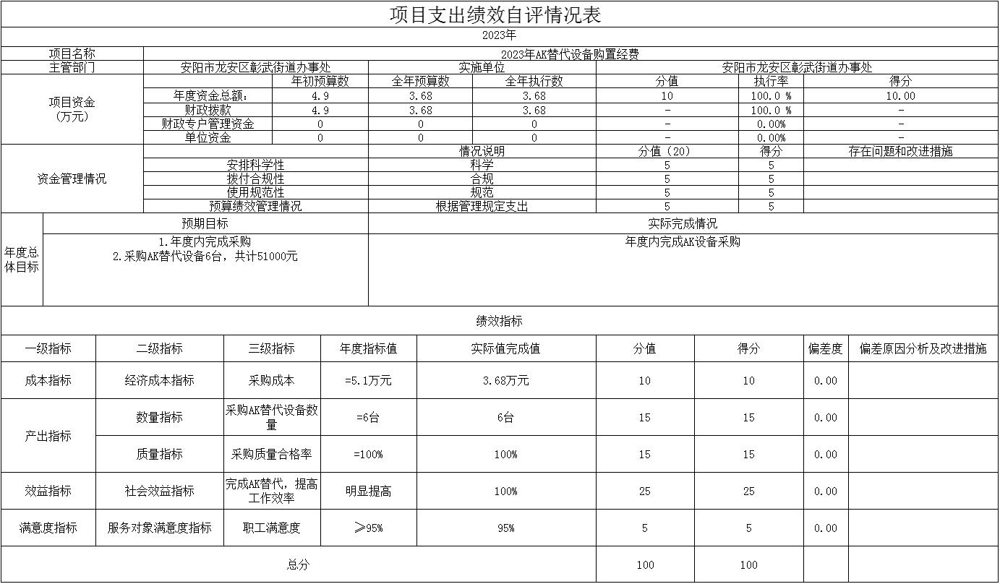 项目支出绩效自评情况表
2023年
项目名称 2023年AK替代设备购置经费
主管部门 安阳市龙安区彰武街道办事处 实施单位 安阳市龙安区彰武街道办事处
项目资金
(万元) 年初预算数 全年预算数 全年执行数 分值 执行率 得分
年度资金总额: 4.9 3.68 3.68 10 100.0 % 10.00
财政拨款 4.9 3.68 3.68 - 100.0 % -
财政专户管理资金 0 0 0 - 0.00% -
单位资金 0 0 0 - 0.00% -
资金管理情况 情况说明 分值（20） 得分 存在问题和改进措施
安排科学性 科学 5 5
拨付合规性 合规 5 5
使用规范性 规范 5 5
预算绩效管理情况 根据管理规定支出 5 5
年度总
体目标 预期目标 实际完成情况
1.年度内完成采购
2.采购AK替代设备6台，共计51000元 年度内完成AK设备采购
绩效指标
一级指标 二级指标 三级指标 年度指标值 实际值完成值 分值 得分 偏差度 偏差原因分析及改进措施
成本指标 经济成本指标 采购成本 =5.1万元 3.68万元 10 10 0.00
产出指标 数量指标 采购AK替代设备数
量 =6台 6台 15 15 0.00
质量指标 采购质量合格率 =100% 100% 15 15 0.00
效益指标 社会效益指标 完成AK替代，提高
工作效率 明显提高 100% 25 25 0.00
满意度指标 服务对象满意度指标 职工满意度 ≥95% 95% 5 5 0.00
总分 100 100